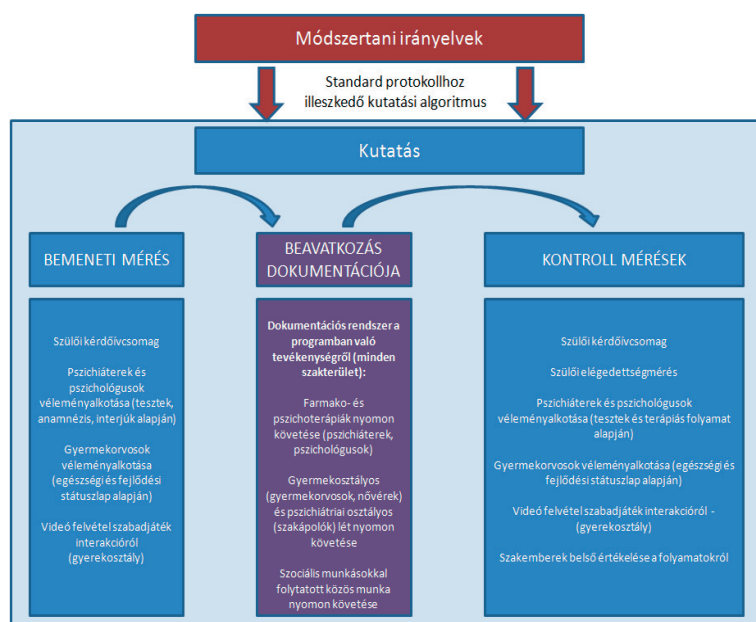 Módszertani irányelvek
Standard protokollhoz
illeszkedő kutatási algoritmus
Kutatás
BEMENETI MÉRÉS
Szülői kérdőívcsomag
Pszichiáterek és
pszichológusok
véleményalkotása (tesztek,
anamnézis, interjúk alapján)
Gyermekorvosok
véleményalkotása
(egészségi és fejlődési
státuszlap alapján)
Videó felvétel szabadjáték
interakcióról
(gyerekosztály)
BEAVATKOZÁS
DOKUMENTÁCIÓJA
Dokumentációs rendszer a
programban való
tevékenységről (minden
szakterület):
Farmako- és
pszichoterápiák nyomon
követése (pszichiáterek,
pszichológusok)
Gyermekosztályos
(gyermekorvosok, nővérek)
és pszichiátriai osztályos
(szakápolók) lét nyomon
követése
Szociális munkásokkal
folytatott közös munka
nyomon követése
KONTROLL MÉRÉSEK
Szülői kérdőívcsomag
Szülői elégedettségmérés
Pszichiáterek és pszichológusok
véleményalkotása (tesztek és terápiás folyamat
alapján)
Gyermekorvosok véleményalkotása (egészségi és
fejlődési státuszlap alapján)
Videó felvétel szabadjáték interakcióról -
(gyerekosztály)
Szakemberek belső értékelése a folyamatokról